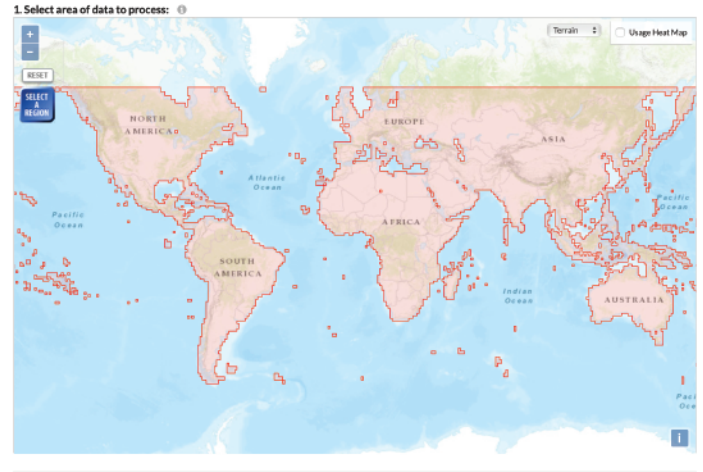 1. Select area of data to process: i
+
Terrain
Usage Heat Map
−
RESET
SELECT
A
REGION
NORTH
AMERICA
EUROPE
ASIA
Atlantic
Ocean
Pacific
Ocean
Pacific
Ocean
AFRICA
SOUTH
AMERICA
Indian
Ocean
AUSTRALIA
Paci
Oce
i